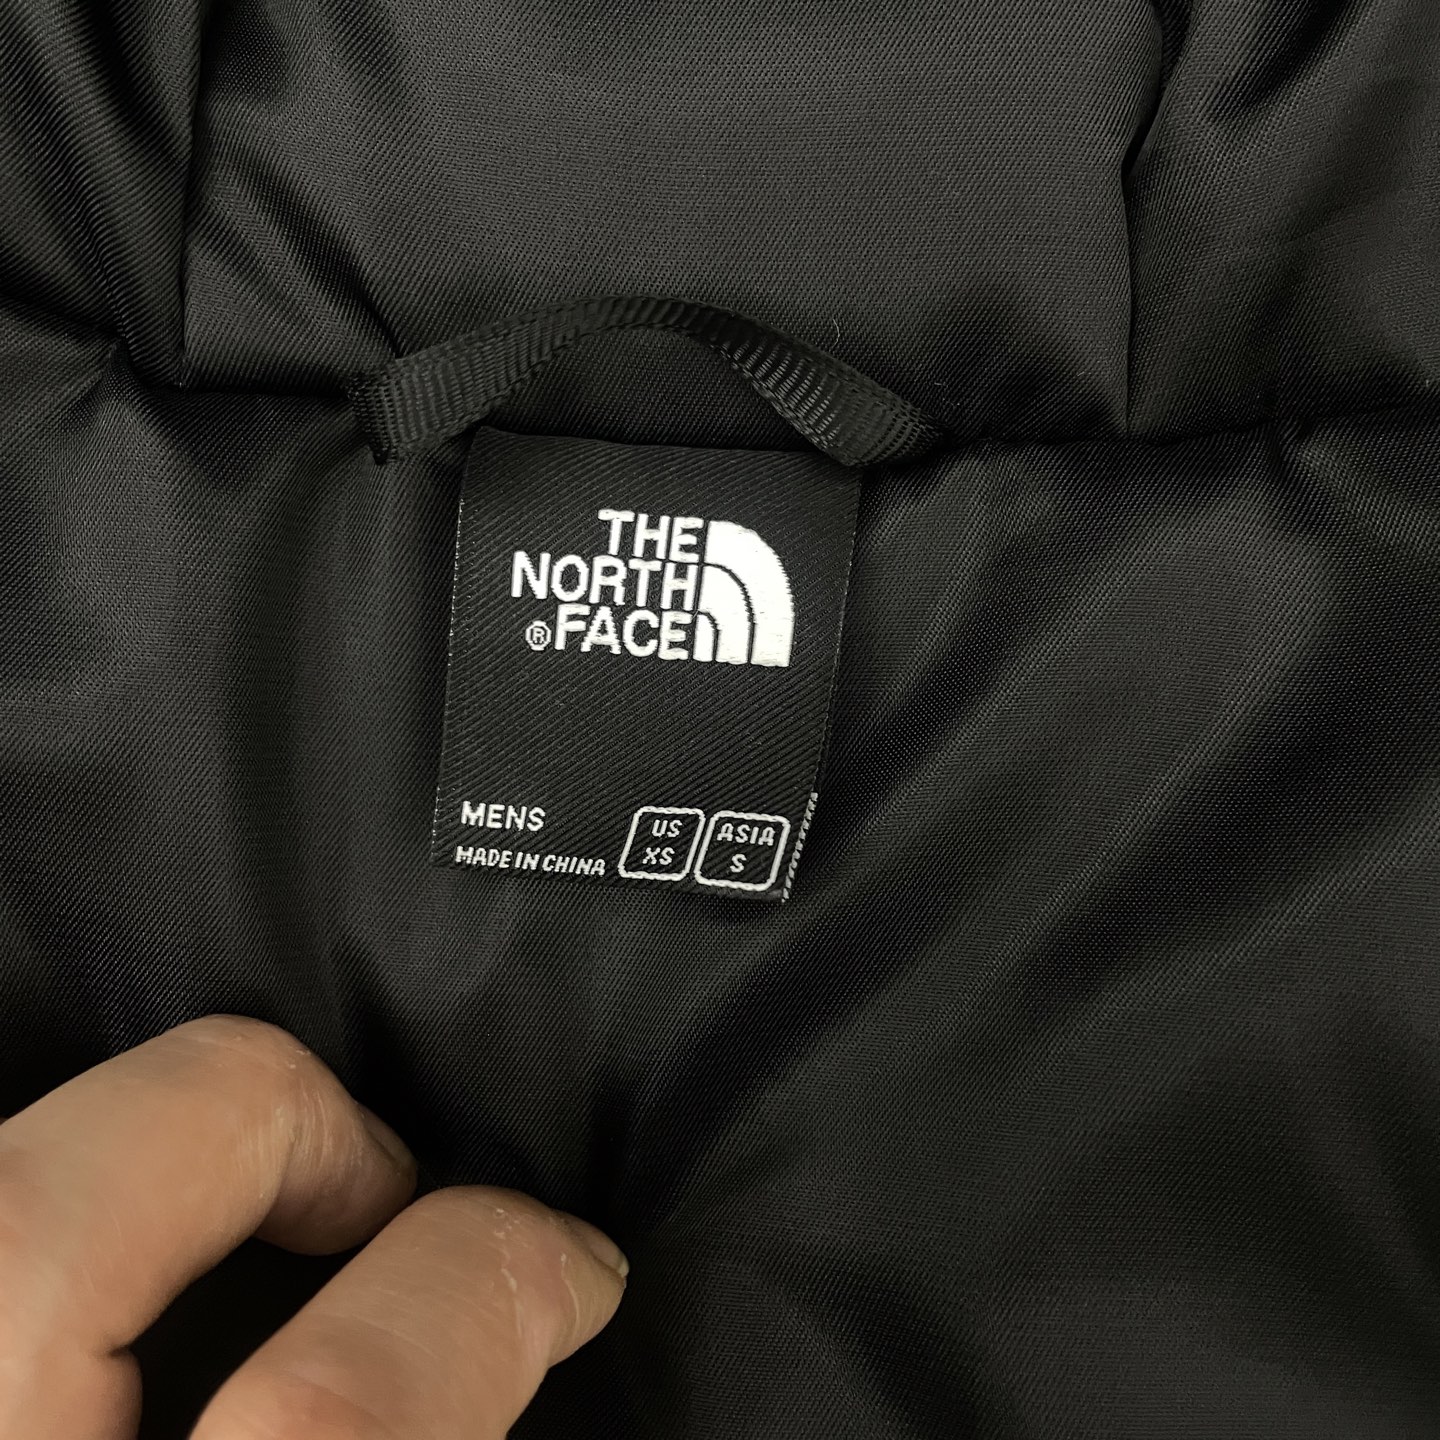 THE
NORTH
® FACE
MENS
MADE IN CHINA
US
XS
ASIA
S